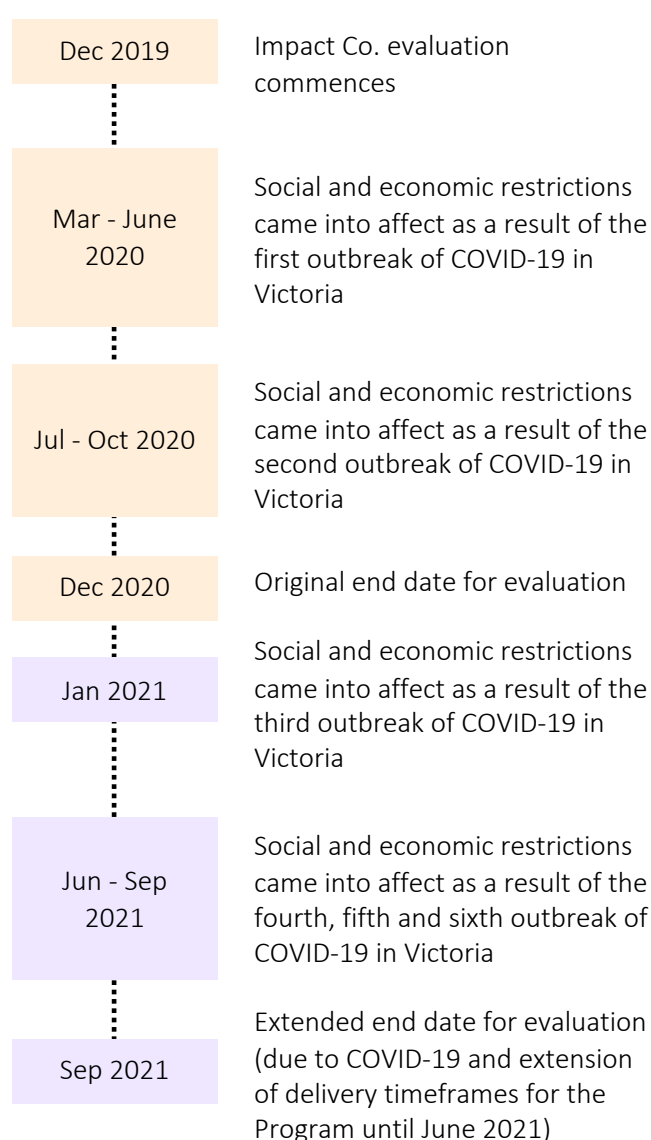 Dec 2019
Impact Co. evaluation
commences
Mar - June
2020
Social and economic restrictions
came into affect as a result of the
first outbreak of COVID-19 in
Victoria
Jul - Oct 2020
Social and economic restrictions
came into affect as a result of the
second outbreak of COVID-19 in
Victoria
Dec 2020
Original end date for evaluation
Jan 2021
Social and economic restrictions
came into affect as a result of the
third outbreak of COVID-19 in
Victoria
Jun - Sep
2021
Social and economic restrictions
came into affect as a result of the
fourth, fifth and sixth outbreak of
COVID-19 in Victoria
Sep 2021
Extended end date for evaluation
(due to COVID-19 and extension
of delivery timeframes for the
Program until June 2021)